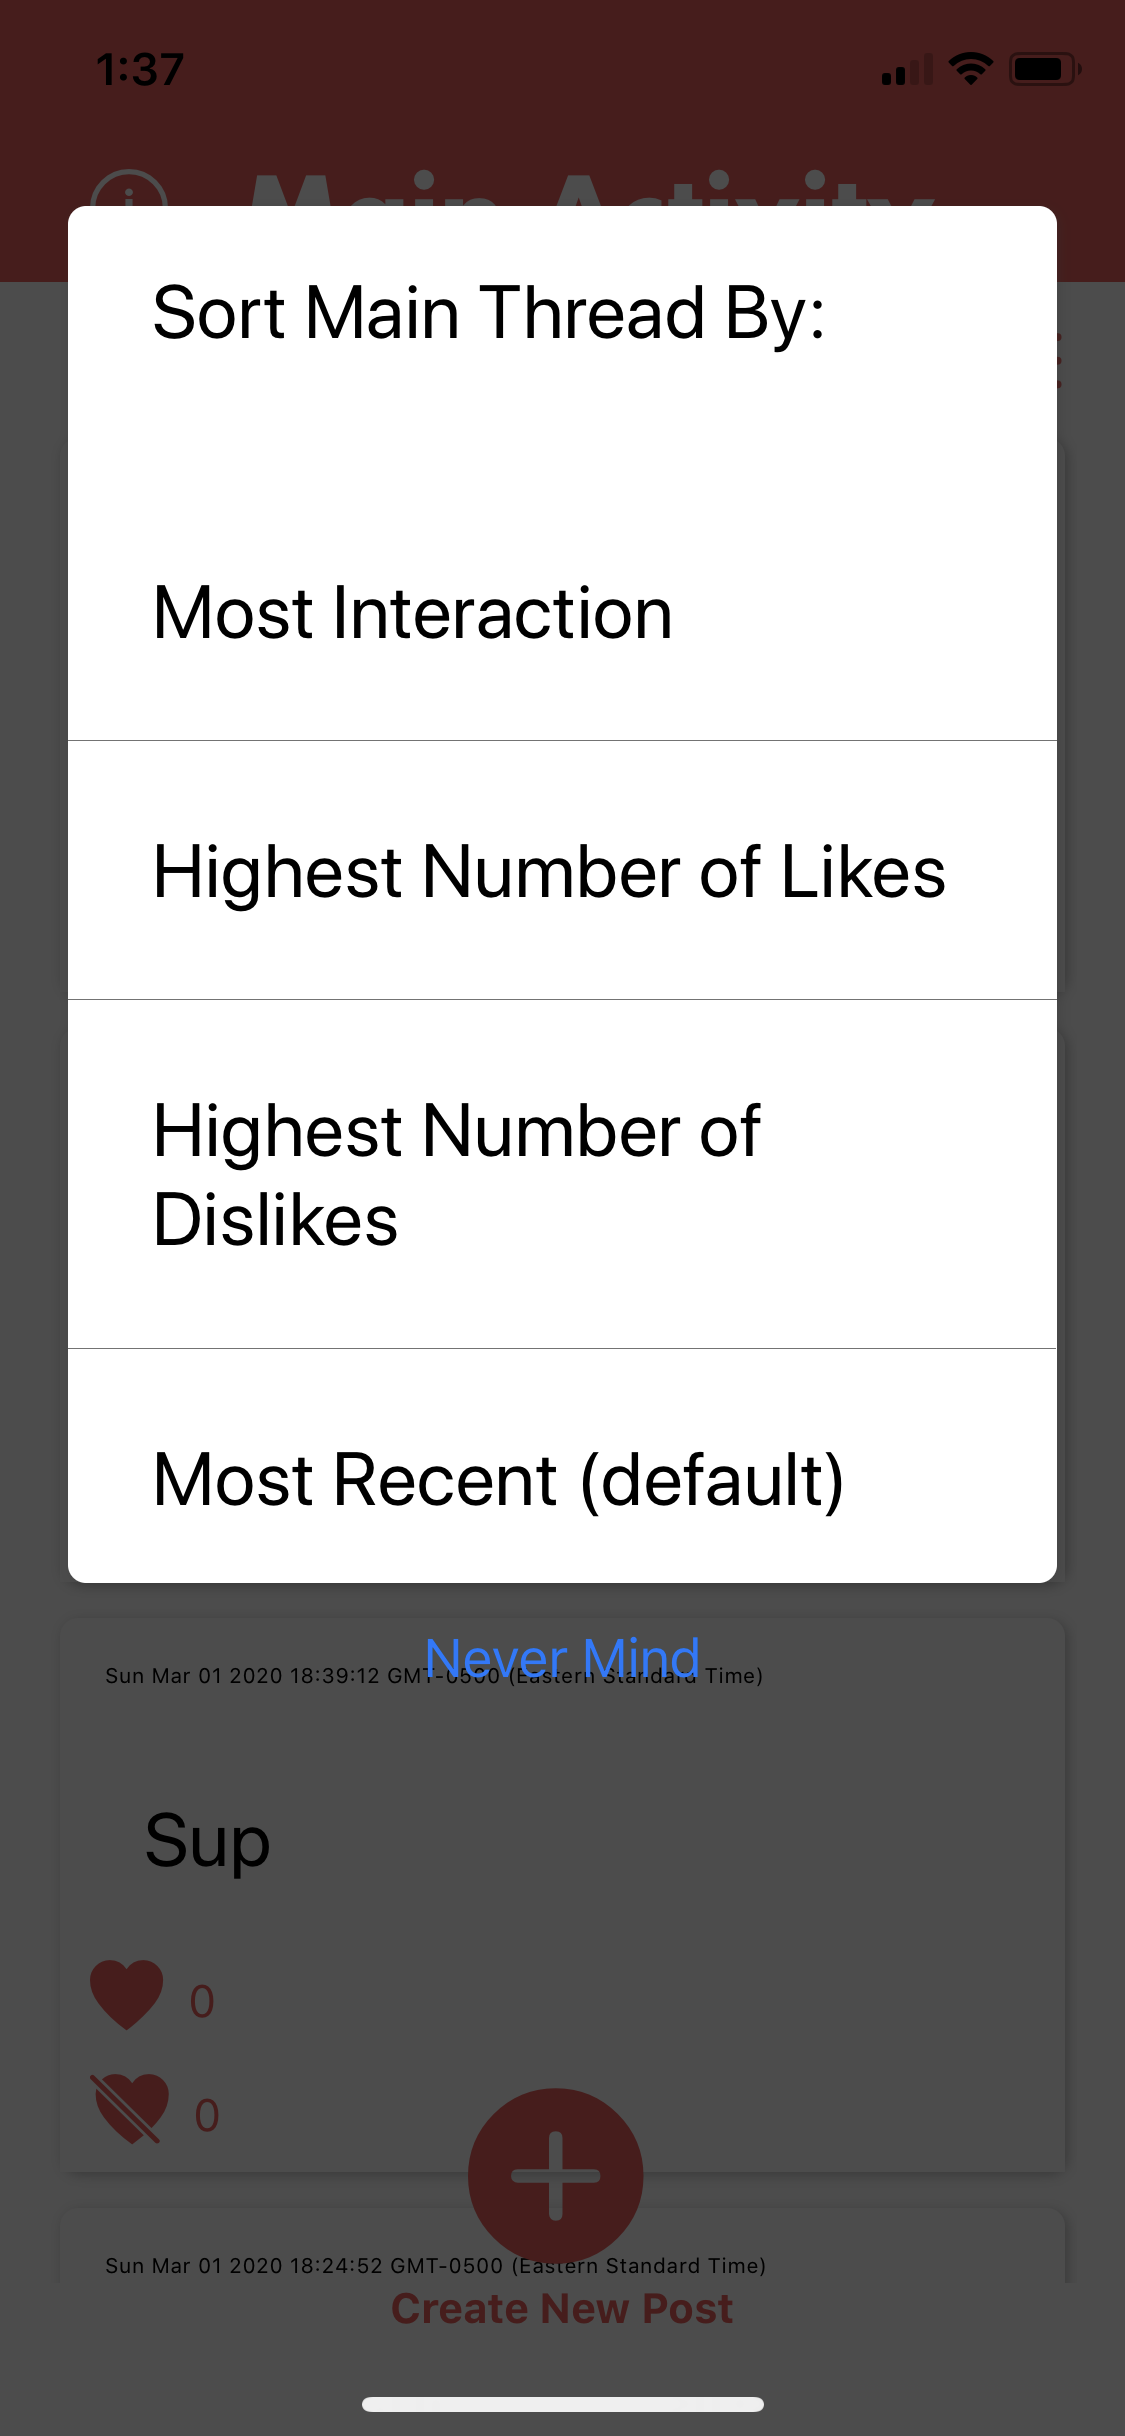 1:37
Main Activity
Sort Main Thread By:
Most Interaction
Highest Number of Likes
Highest Number of
Dislikes
Most Recent (default)
Never Mind
Sun Mar 01 2020 18:39:12 GMT-0500 (Eastern Standard Time)
Sup
0
0
Sun Mar 01 2020 18:24:52 GMT-0500 (Eastern Standard Time)
Create New Post